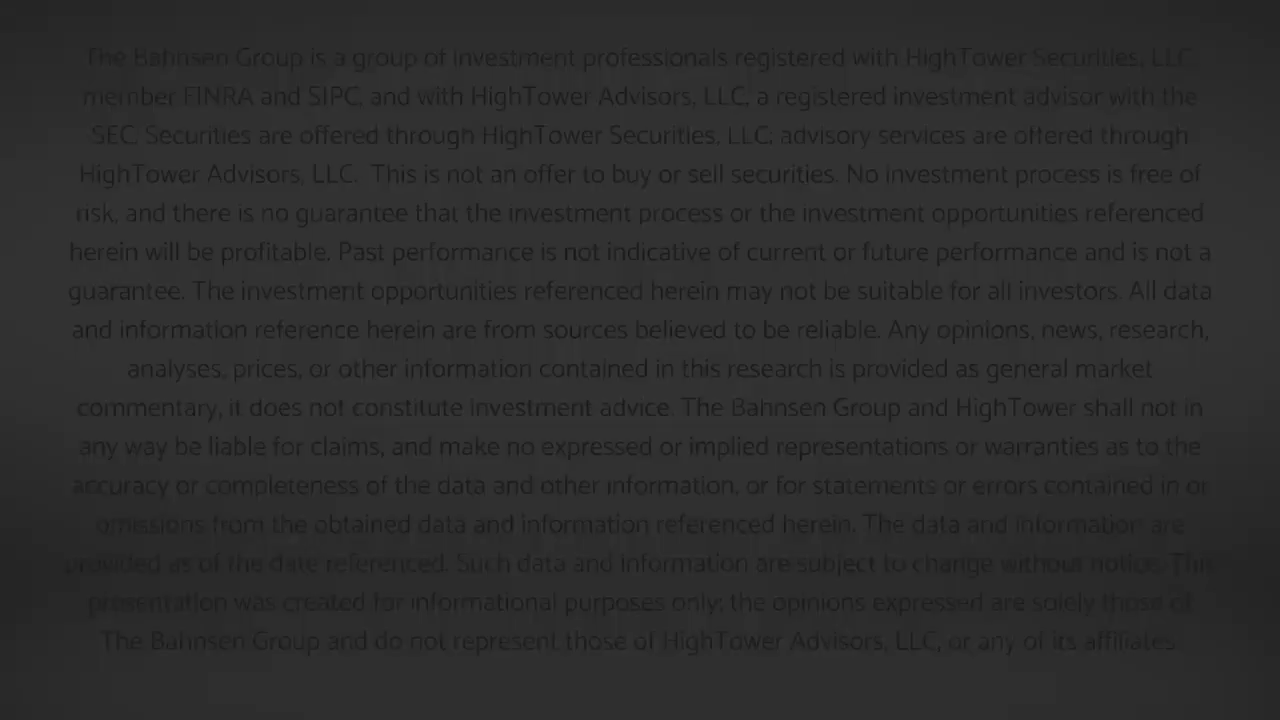 The Bahnsen Group is a group of investment professionals registered with HighTower Securities, LLC,
member FINRA and SIPC, and with HighTower Advisors, LLC, a registered investment advisor with the
SEC. Securities are offered through HighTower Securities, LLC; advisory services are offered through
HighTower Advisors, LLC. This is not an offer to buy or sell securities. No investment process is free of
risk, and there is no guarantee that the investment process or the investment opportunities referenced
herein will be profitable. Past performance is not indicative of current or future performance and is not a
guarantee. The investment opportunities referenced herein may not be suitable for all investors. All data
and information reference herein are from sources believed to be reliable. Any opinions, news, research,
analyses, prices, or other information contained in this research is provided as general market
commentary, it does not constitute investment advice. The Bahnsen Group and HighTower shall not in
any way be liable for claims, and make no expressed or implied representations or warranties as to the
accuracy or completeness of the data and other information, or for statements or errors contained in or
omissions from the obtained data and information referenced herein. The data and information are
provided as of the date referenced. Such data and information are subject to change without notice. This
presentation was created for informational purposes only; the opinions expressed are solely those of
The Bahnsen Group and do not represent those of HighTower Advisors, LLC, or any of its affiliates.